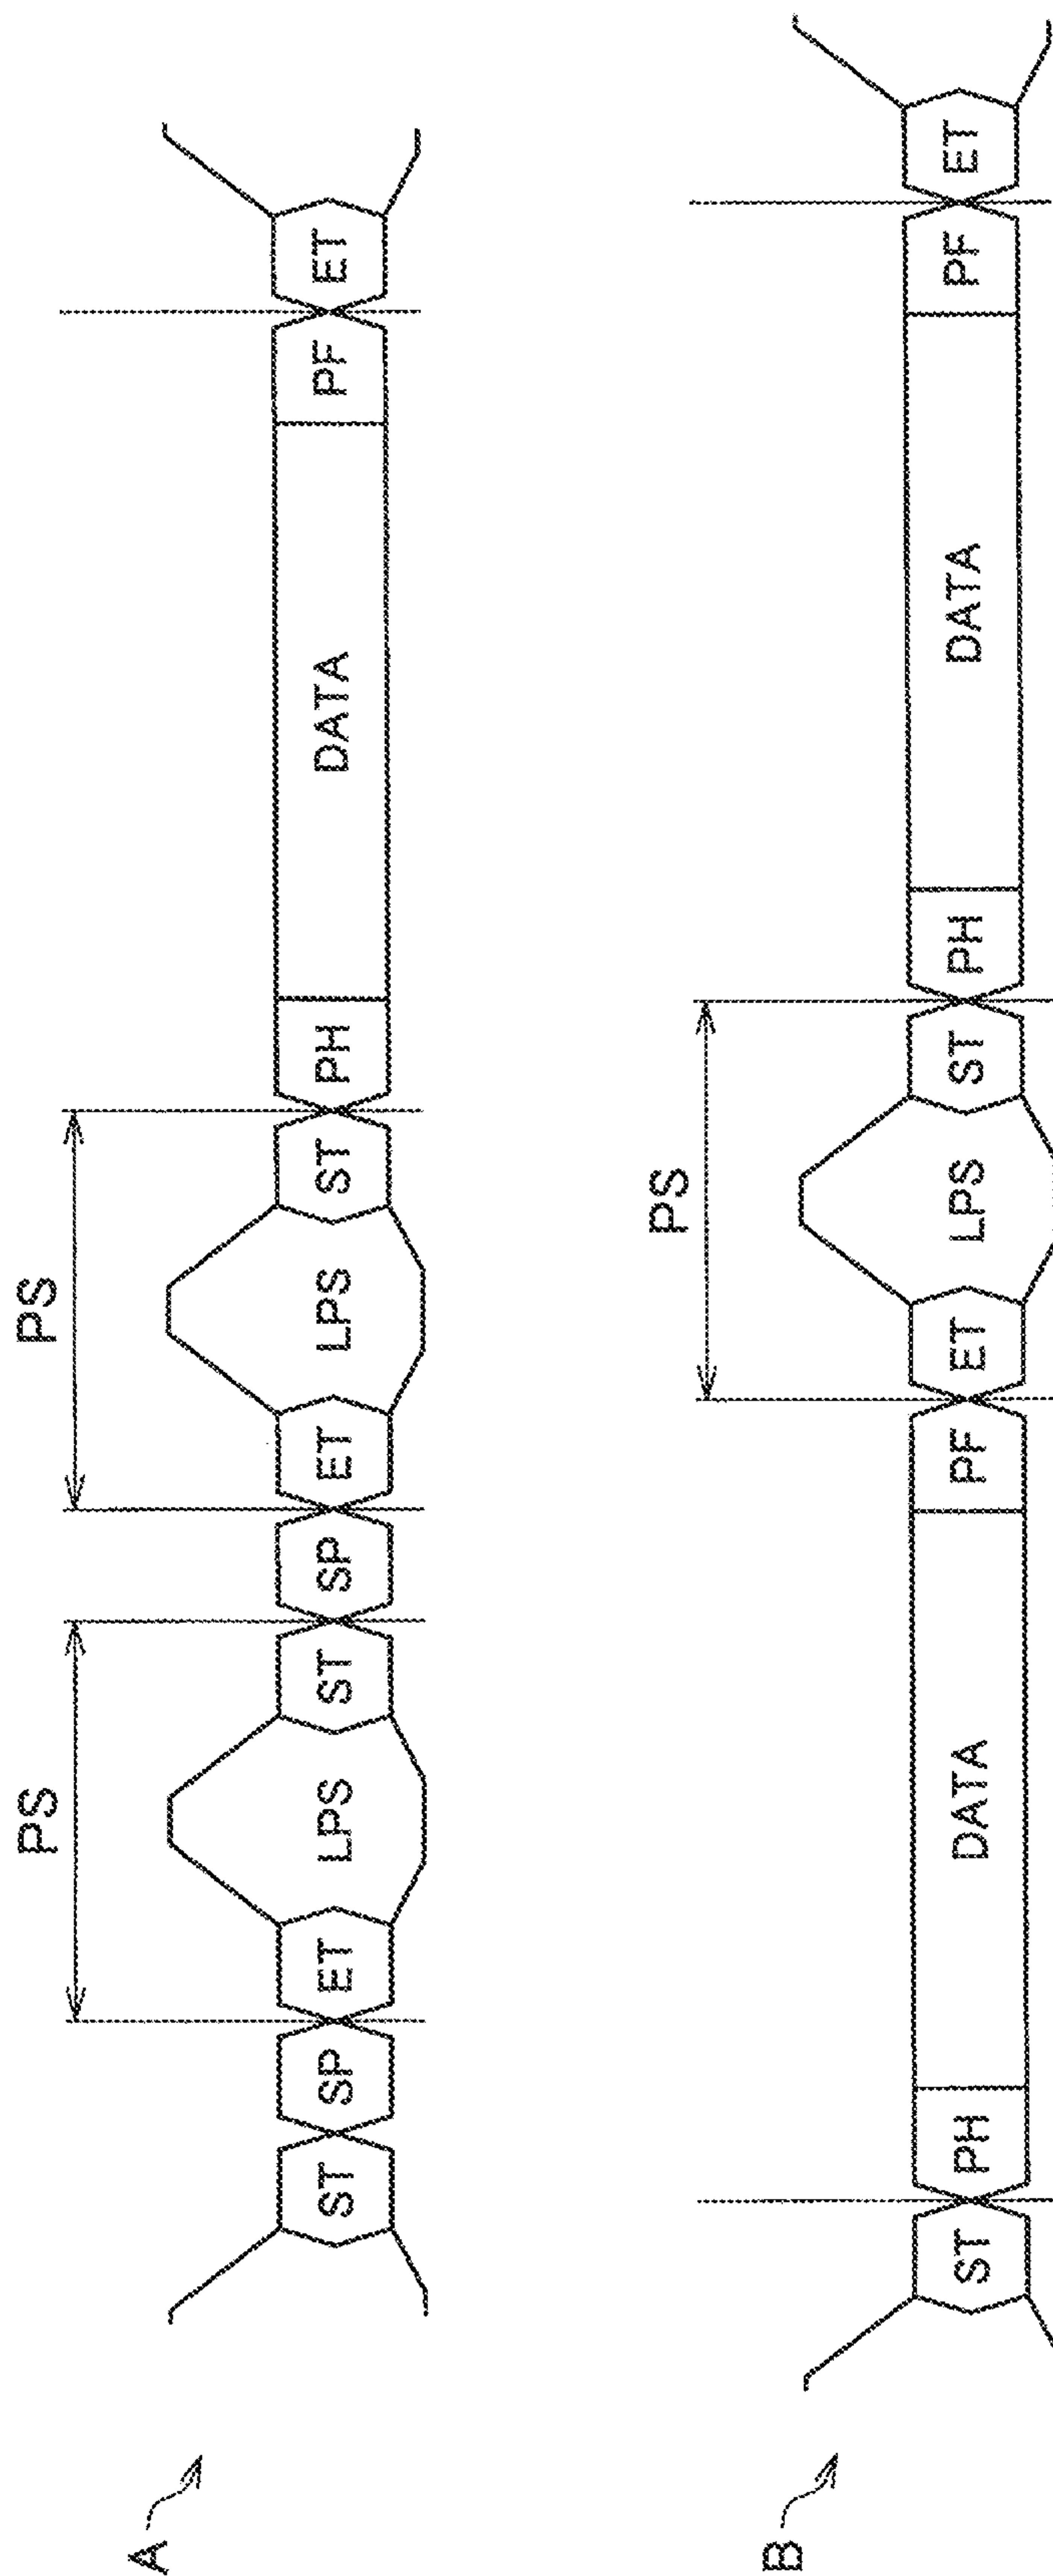 A
PS PS
ST SP ET LPS ST SP ET LPS ST PH DATA PF ET
B
PS
ST PH DATA PF ET LPS ST PH DATA PF ET